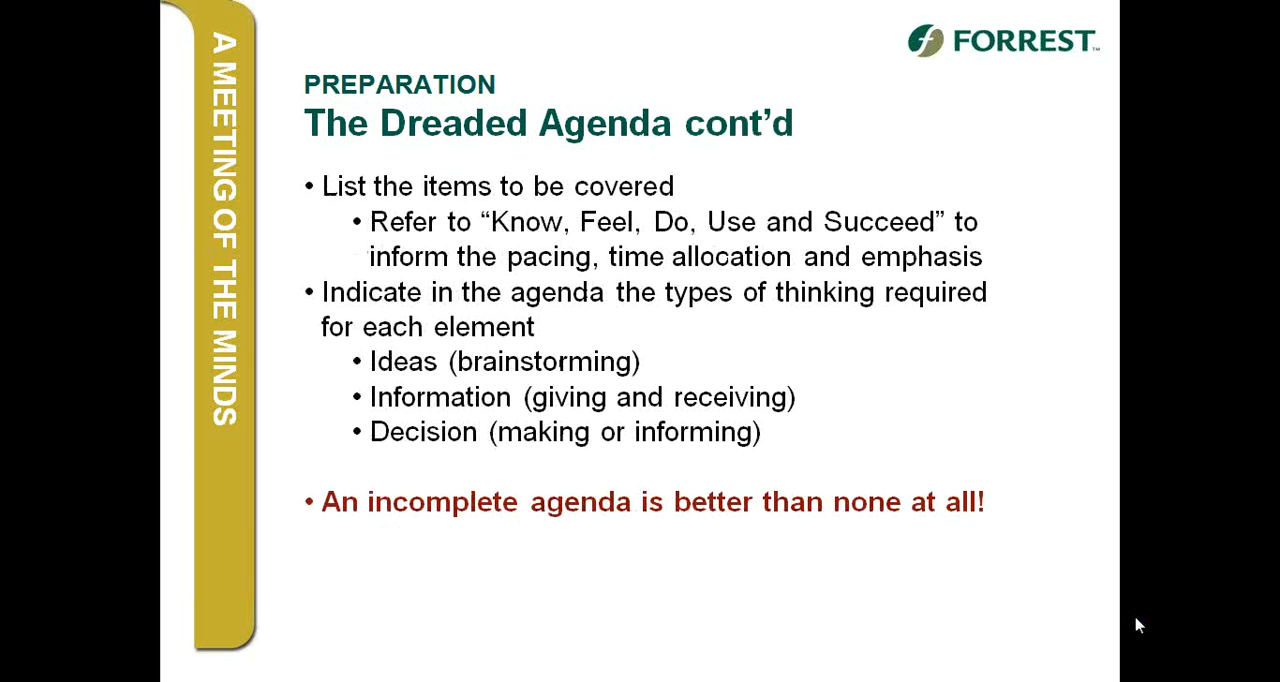 A MEETING OF THE MINDS
FORREST™
PREPARATION
The Dreaded Agenda cont’d
• List the items to be covered
• Refer to “Know, Feel, Do, Use and Succeed” to
inform the pacing, time allocation and emphasis
• Indicate in the agenda the types of thinking required
for each element
• Ideas (brainstorming)
• Information (giving and receiving)
• Decision (making or informing)
• An incomplete agenda is better than none at all!